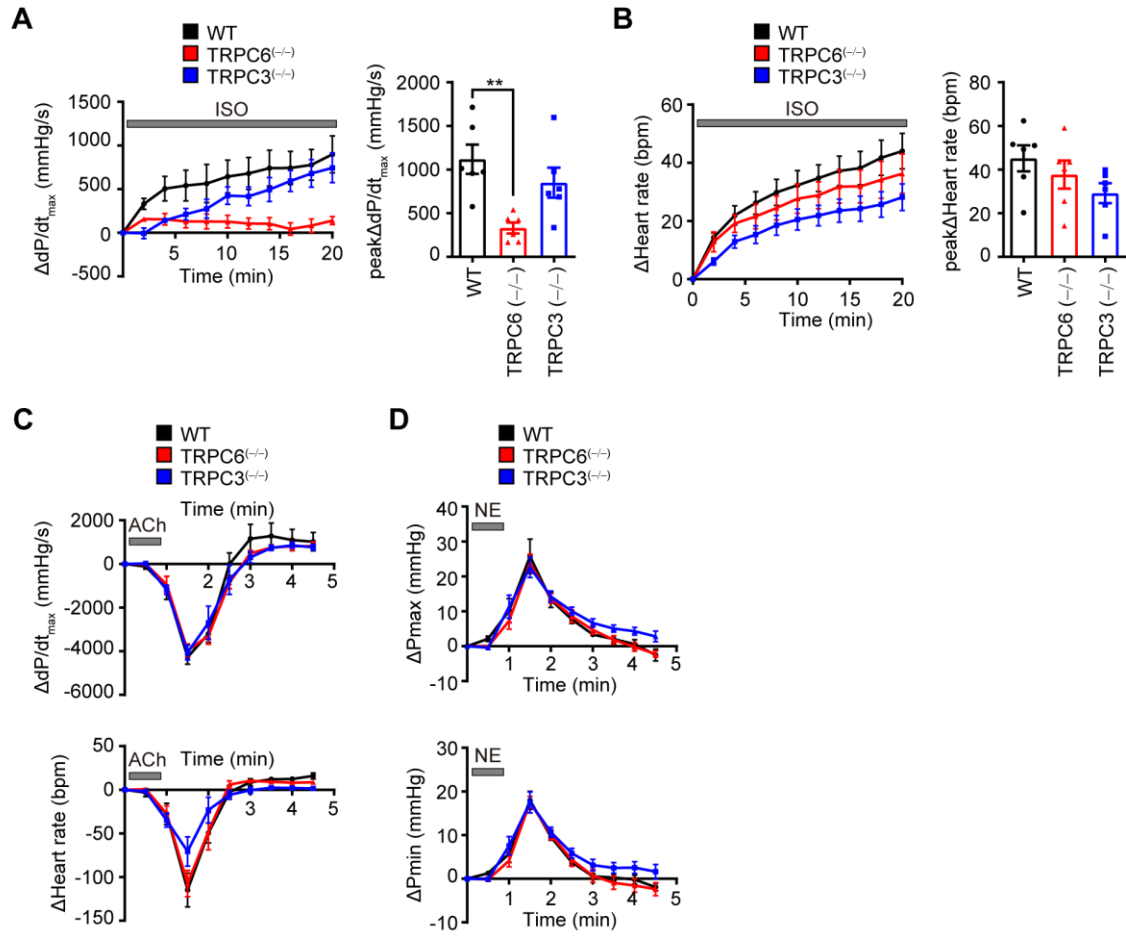 A
WT
TRPC6(−/−)
TRPC3(−/−)
ΔdP/dtmax (mmHg/s)
1500
1000
500
0
-500
ISO
5
10
15
20
Time (min)
peakΔdP/dtmax (mmHg/s)
2000
1500
1000
500
0
**
WT
TRPC6 (−/−)
TRPC3 (−/−)
B
WT
TRPC6(−/−)
TRPC3(−/−)
ΔHeart rate (bpm)
60
40
20
0
ISO
0
5
10
15
20
Time (min)
peakΔHeart rate (bpm)
80
60
40
20
0
WT
TRPC6 (−/−)
TRPC3 (−/−)
C
WT
TRPC6(−/−)
TRPC3(−/−)
Time (min)
ACh
ΔdP/dtmax (mmHg/s)
2000
0
-2000
-4000
-6000
2
3
4
5
Time (min)
ACh
ΔHeart rate (bpm)
50
0
-50
-100
-150
3
4
5
D
WT
TRPC6(−/−)
TRPC3(−/−)
NE
ΔPmax (mmHg)
40
30
20
10
0
-10
1
2
3
4
5
Time (min)
NE
ΔPmin (mmHg)
30
20
10
0
-10
1
2
3
4
5
Time (min)